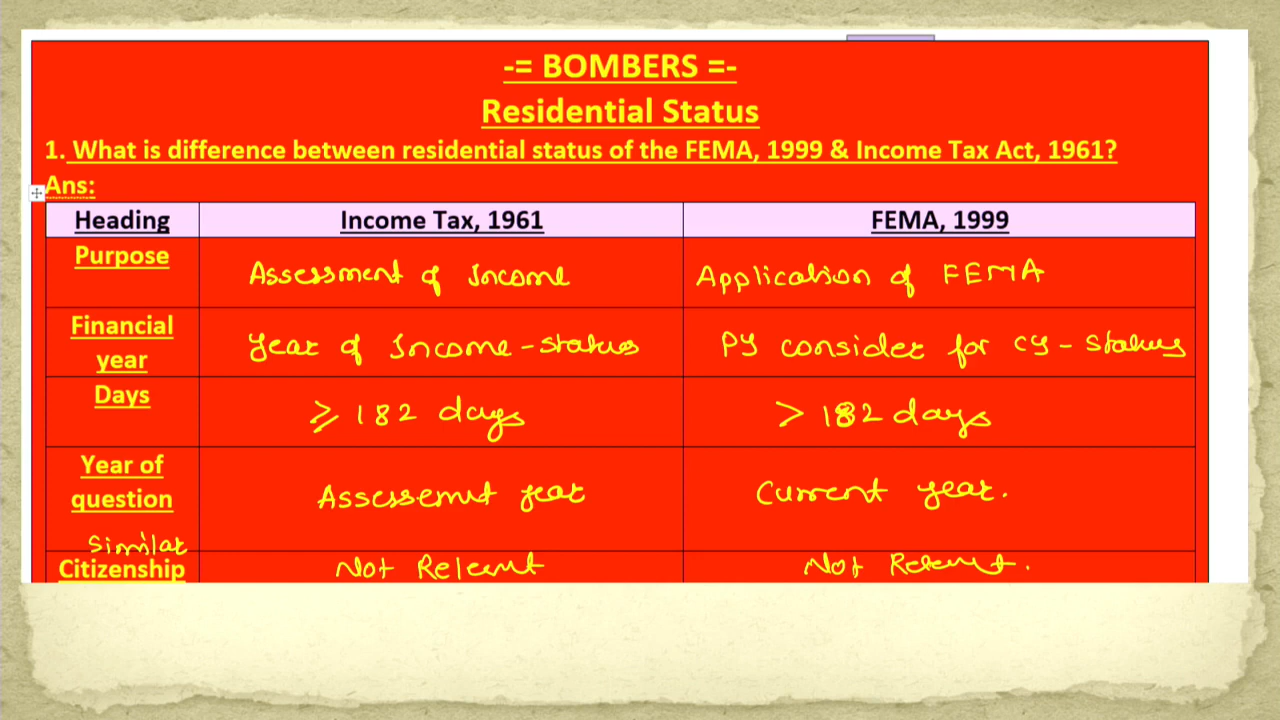 -= BOMBERS =-
Residential Status
1. What is difference between residential status of the FEMA, 1999 & Income Tax Act, 1961?
Ans:
Heading Income Tax, 1961 FEMA, 1999
Purpose Assessment of Income Application of FEMA
Financial year Year of Income - status PY consider for CY - status
Days ≥ 182 days > 182 days
Year of question Assessemnt year Current year.
Similar
Citizenship Not Relevnt Not Relevnt.